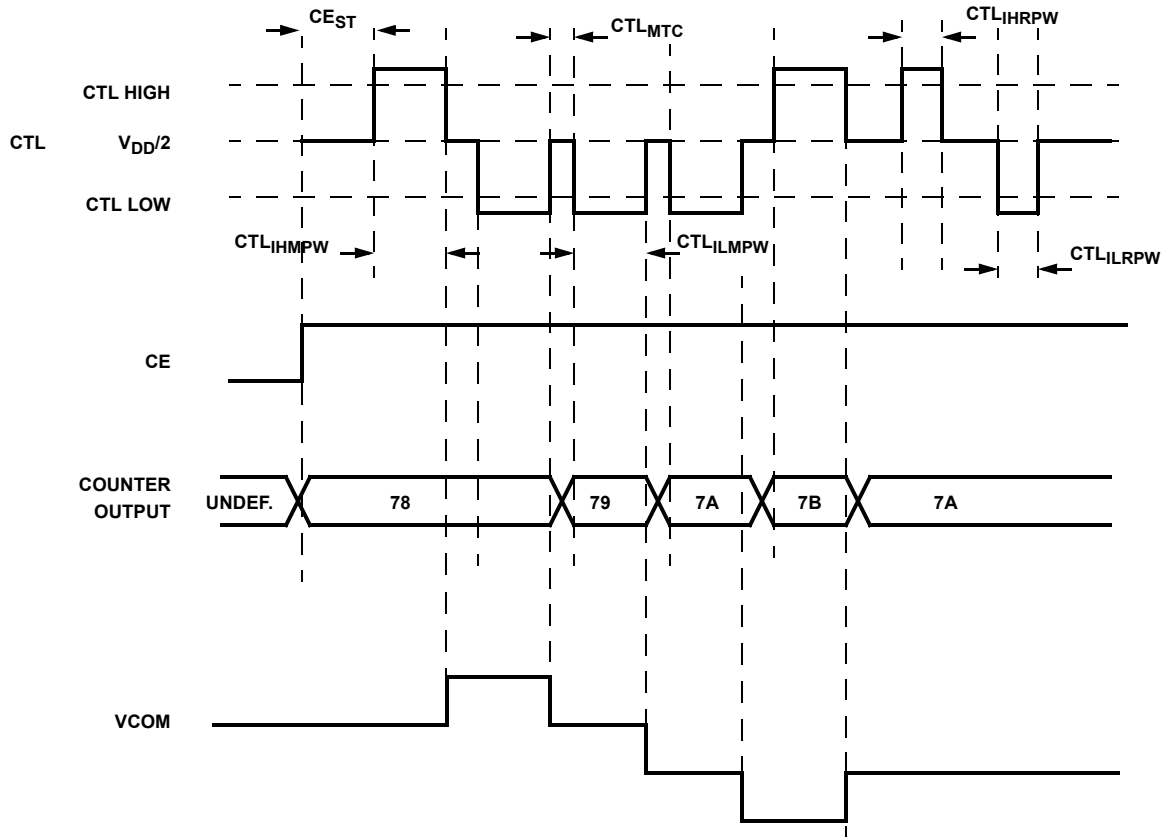 CE_ST
CTL_MTC
CTL_IHRPW
CTL HIGH
CTL
V_DD/2
CTL LOW
CTL_IHMPW
CTL_ILMPW
CTL_ILRPW
CE
COUNTER
OUTPUT
UNDEF.
78
79
7A
7B
7A
VCOM